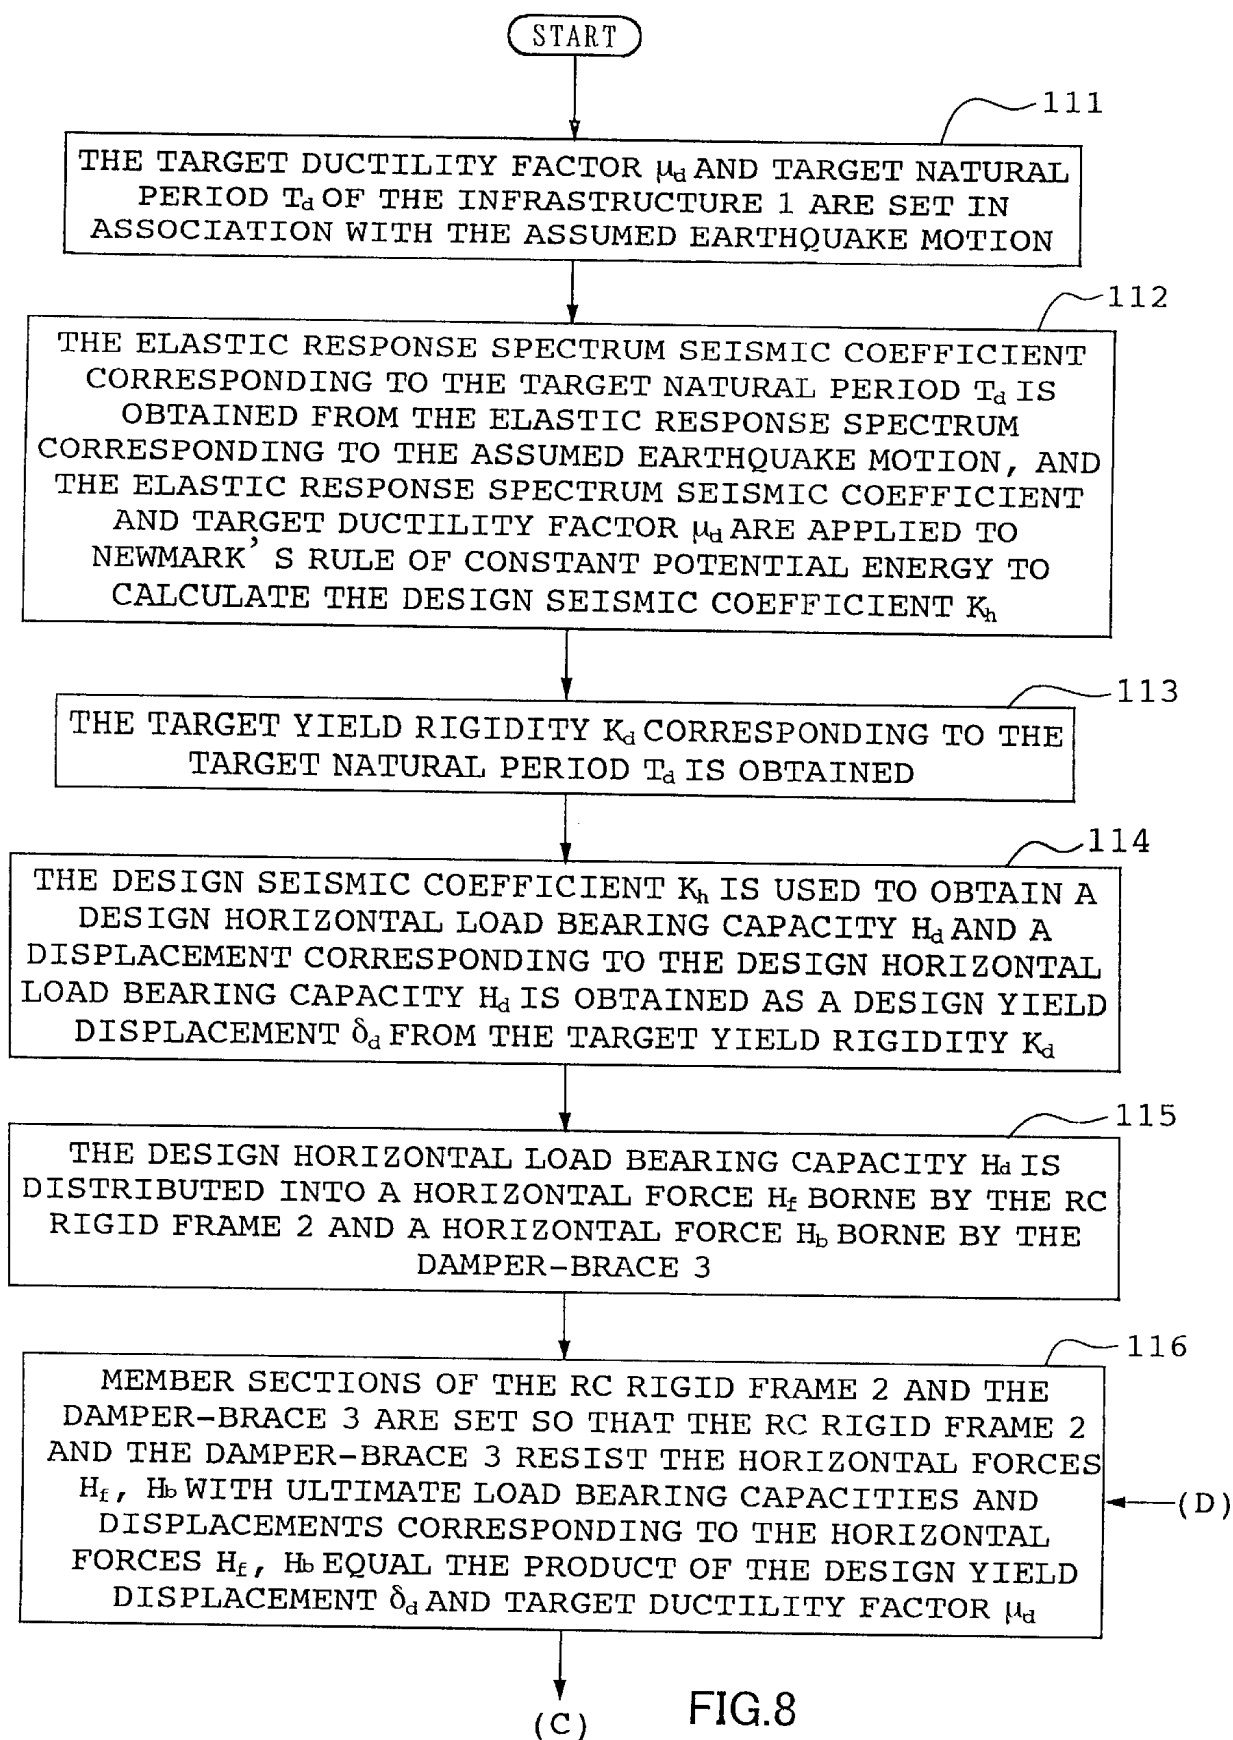 START
111
THE TARGET DUCTILITY FACTOR μd AND TARGET NATURAL
PERIOD Td OF THE INFRASTRUCTURE 1 ARE SET IN
ASSOCIATION WITH THE ASSUMED EARTHQUAKE MOTION
112
THE ELASTIC RESPONSE SPECTRUM SEISMIC COEFFICIENT
CORRESPONDING TO THE TARGET NATURAL PERIOD Td IS
OBTAINED FROM THE ELASTIC RESPONSE SPECTRUM
CORRESPONDING TO THE ASSUMED EARTHQUAKE MOTION, AND
THE ELASTIC RESPONSE SPECTRUM SEISMIC COEFFICIENT
AND TARGET DUCTILITY FACTOR μd ARE APPLIED TO
NEWMARK'S RULE OF CONSTANT POTENTIAL ENERGY TO
CALCULATE THE DESIGN SEISMIC COEFFICIENT Kh
113
THE TARGET YIELD RIGIDITY Kd CORRESPONDING TO THE
TARGET NATURAL PERIOD Td IS OBTAINED
114
THE DESIGN SEISMIC COEFFICIENT Kh IS USED TO OBTAIN A
DESIGN HORIZONTAL LOAD BEARING CAPACITY Hd AND A
DISPLACEMENT CORRESPONDING TO THE DESIGN HORIZONTAL
LOAD BEARING CAPACITY Hd IS OBTAINED AS A DESIGN YIELD
DISPLACEMENT δd FROM THE TARGET YIELD RIGIDITY Kd
115
THE DESIGN HORIZONTAL LOAD BEARING CAPACITY Hd IS
DISTRIBUTED INTO A HORIZONTAL FORCE Hf BORNE BY THE RC
RIGID FRAME 2 AND A HORIZONTAL FORCE Hb BORNE BY THE
DAMPER-BRACE 3
116
MEMBER SECTIONS OF THE RC RIGID FRAME 2 AND THE
DAMPER-BRACE 3 ARE SET SO THAT THE RC RIGID FRAME 2
AND THE DAMPER-BRACE 3 RESIST THE HORIZONTAL FORCES
Hf, Hb WITH ULTIMATE LOAD BEARING CAPACITIES AND
DISPLACEMENTS CORRESPONDING TO THE HORIZONTAL
FORCES Hf, Hb EQUAL THE PRODUCT OF THE DESIGN YIELD
DISPLACEMENT δd AND TARGET DUCTILITY FACTOR μd
(D)
(C)
FIG.8